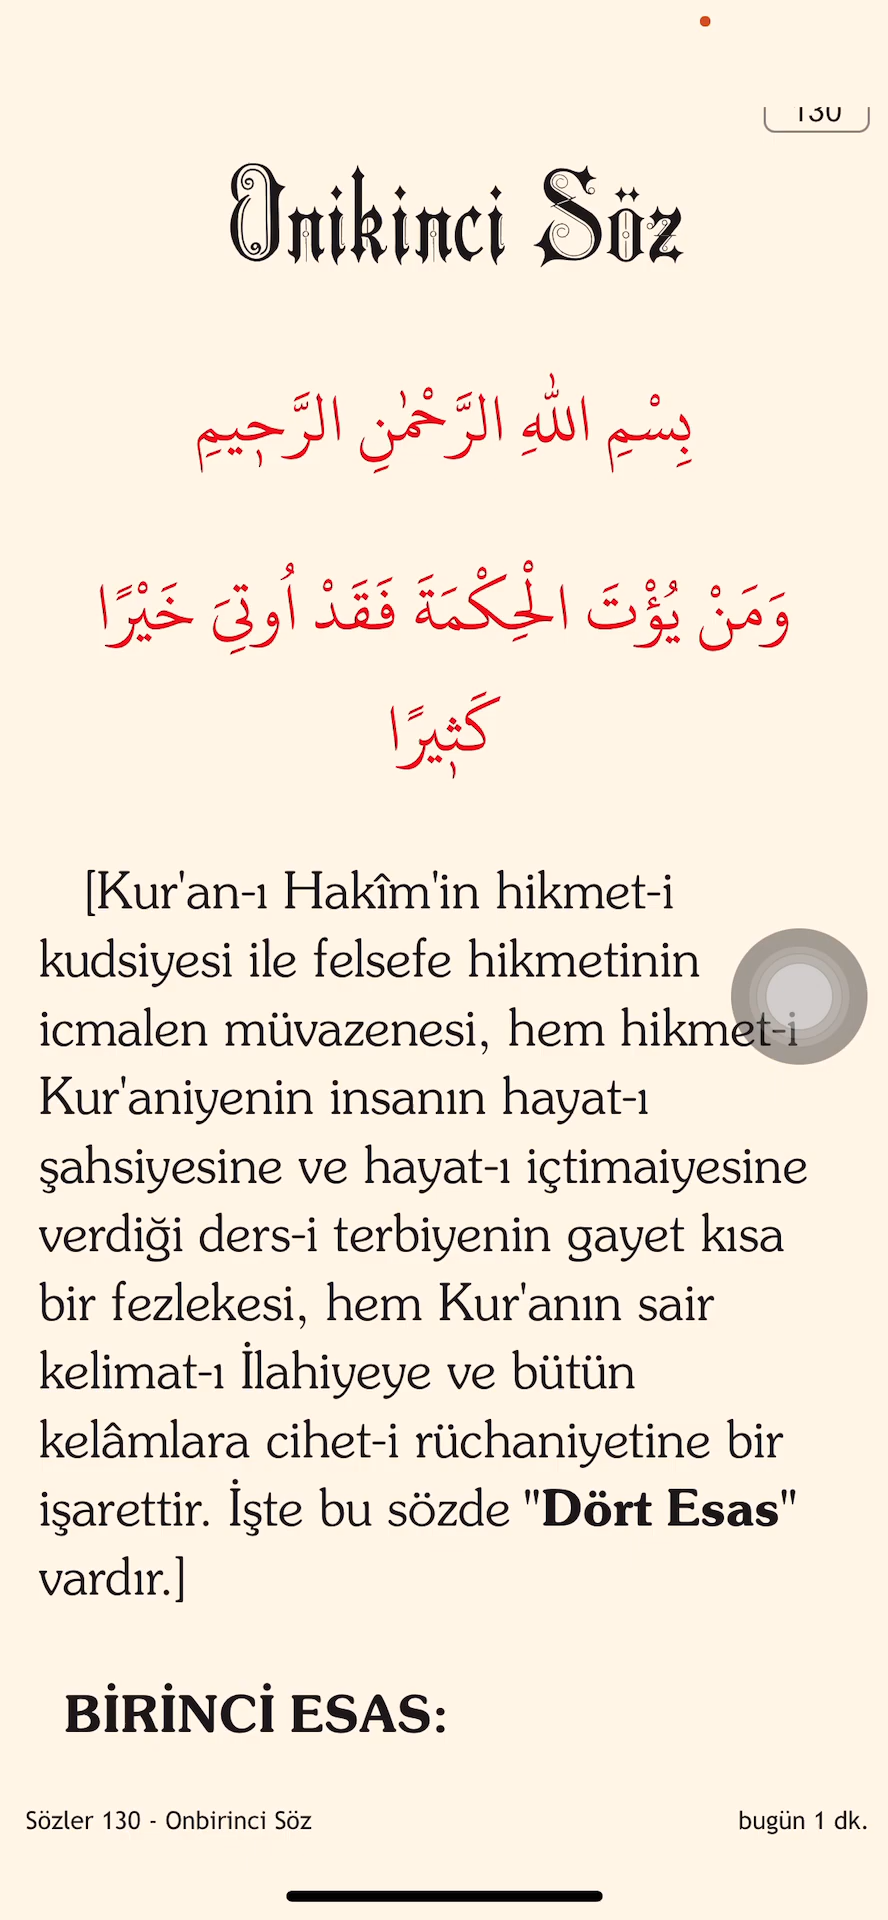 130
Onikinci Söz
بِسْمِ اللّٰهِ الرَّحْمٰنِ الرَّحٖيمِ
وَمَنْ يُؤْتَ الْحِكْمَةَ فَقَدْ اُوتِىَ خَيْرًا
كَثٖيرًا
[Kur'an-ı Hakîm'in hikmet-i
kudsiyesi ile felsefe hikmetinin
icmalen müvazenesi, hem hikmet-i
Kur'aniyenin insanın hayat-ı
şahsiyesine ve hayat-ı içtimaiyesine
verdiği ders-i terbiyenin gayet kısa
bir fezlekesi, hem Kur'anın sair
kelimat-ı İlahiyeye ve bütün
kelâmlara cihet-i rüchaniyetine bir
işarettir. İşte bu sözde "Dört Esas"
vardır.]
BİRİNCİ ESAS:
Sözler 130 - Onbirinci Söz
bugün 1 dk.